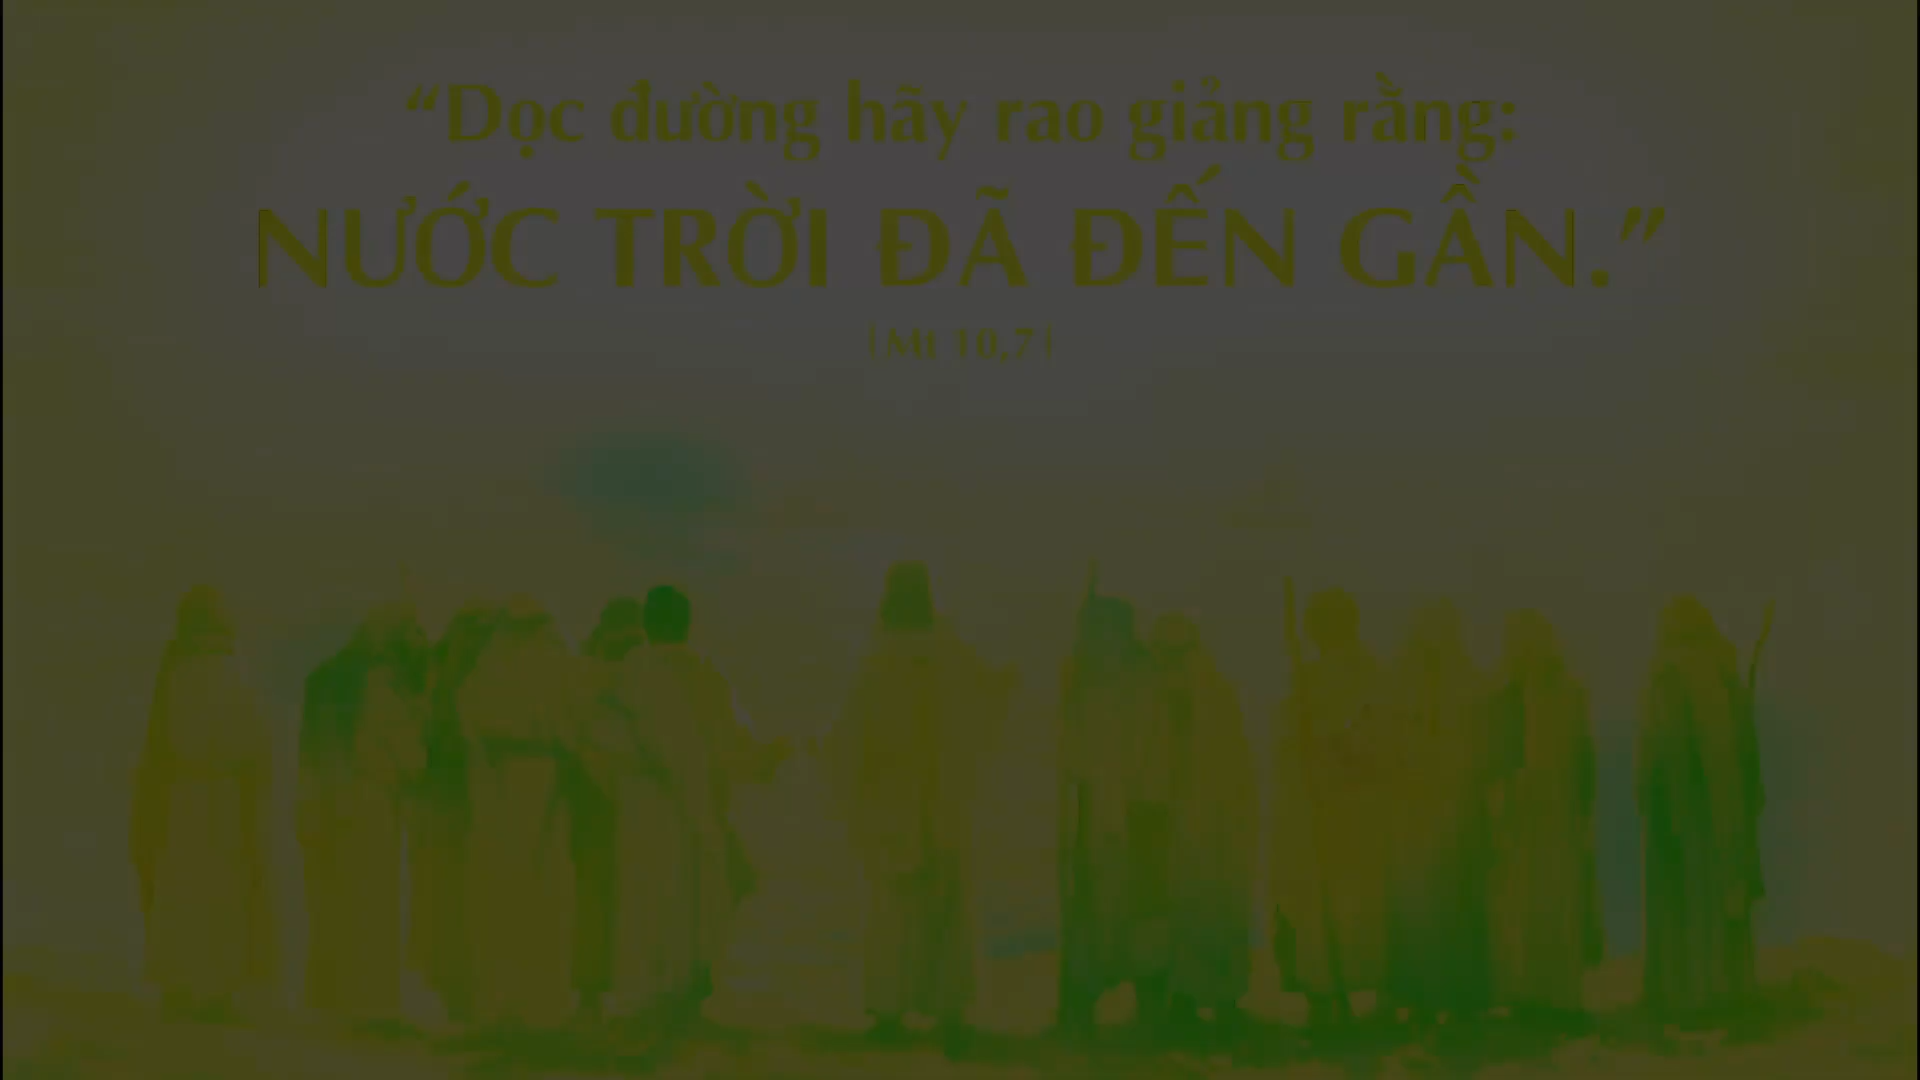 “Dọc đường hãy rao giảng rằng:
NƯỚC TRỜI ĐÃ ĐẾN GẦN.”
(Mt 10,7)